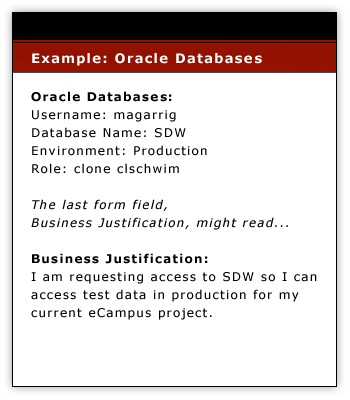 Example: Oracle Databases
Oracle Databases:
Username: magarrig
Database Name: SDW
Environment: Production
Role: clone clschwim
The last form field,
Business Justification, might read...
Business Justification:
I am requesting access to SDW so I can
access test data in production for my
current eCampus project.